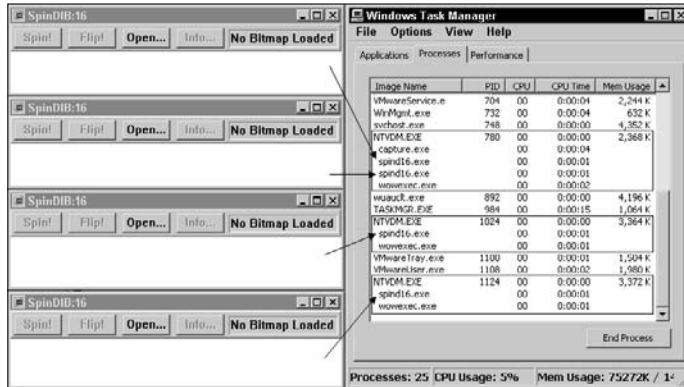 SpinDIB:16
Spin! Flip! Open... Info... No Bitmap Loaded
SpinDIB:16
Spin! Flip! Open... Info... No Bitmap Loaded
SpinDIB:16
Spin! Flip! Open... Info... No Bitmap Loaded
SpinDIB:16
Spin! Flip! Open... Info... No Bitmap Loaded
Windows Task Manager
File Options View Help
Applications Processes Performance
Image Name PID CPU CPU Time Mem Usage
VMwareService.e 704 00 0:00:04 2,244 K
WinMgmt.exe 732 00 0:00:04 632 K
svchost.exe 748 00 0:00:00 4,352 K
NTVDM.EXE 780 00 0:00:00 2,368 K
capture.exe 00 0:00:04
spind16.exe 00 0:00:01
spind16.exe 00 0:00:01
wowexec.exe 00 0:00:02
wuauclt.exe 892 00 0:00:00 4,196 K
TASKMGR.EXE 984 00 0:00:15 1,064 K
NTVDM.EXE 1024 00 0:00:00 3,364 K
spind16.exe 00 0:00:01
wowexec.exe 00 0:00:01
VMwareTray.exe 1100 00 0:00:01 1,504 K
VMwareUser.exe 1108 00 0:00:02 1,980 K
NTVDM.EXE 1124 00 0:00:00 3,372 K
spind16.exe 00 0:00:01
wowexec.exe 00 0:00:01
End Process
Processes: 25 CPU Usage: 5% Mem Usage: 75272K / 14